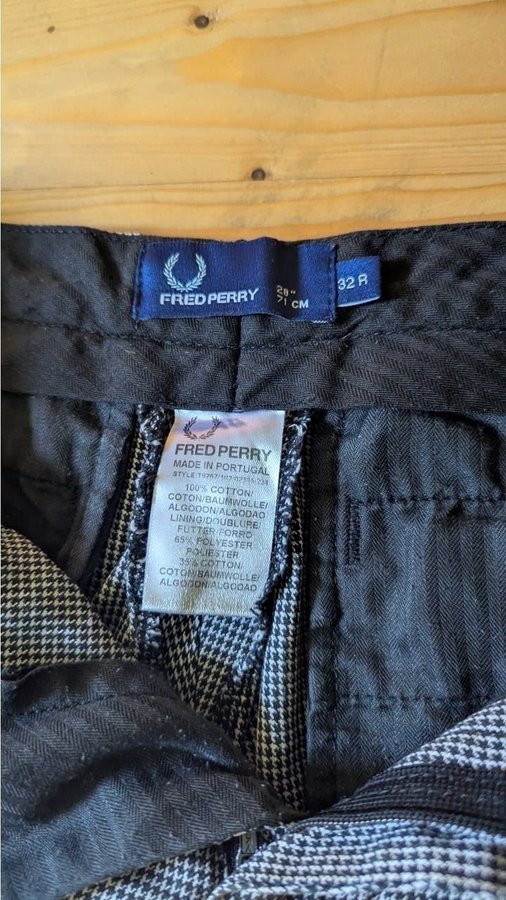 FRED PERRY
28"
71 CM
32 R
FRED PERRY
MADE IN PORTUGAL
100% COTTON/
COTON/BAUMWOLLE/
ALGODON/ALGODAO
LINING/DOUBLURE
FUTTER/FORRO
65% POLYESTER
POLIESTER
35% COTTON/
COTON/BAUMWOLLE/
ALGODON/ALGODAO